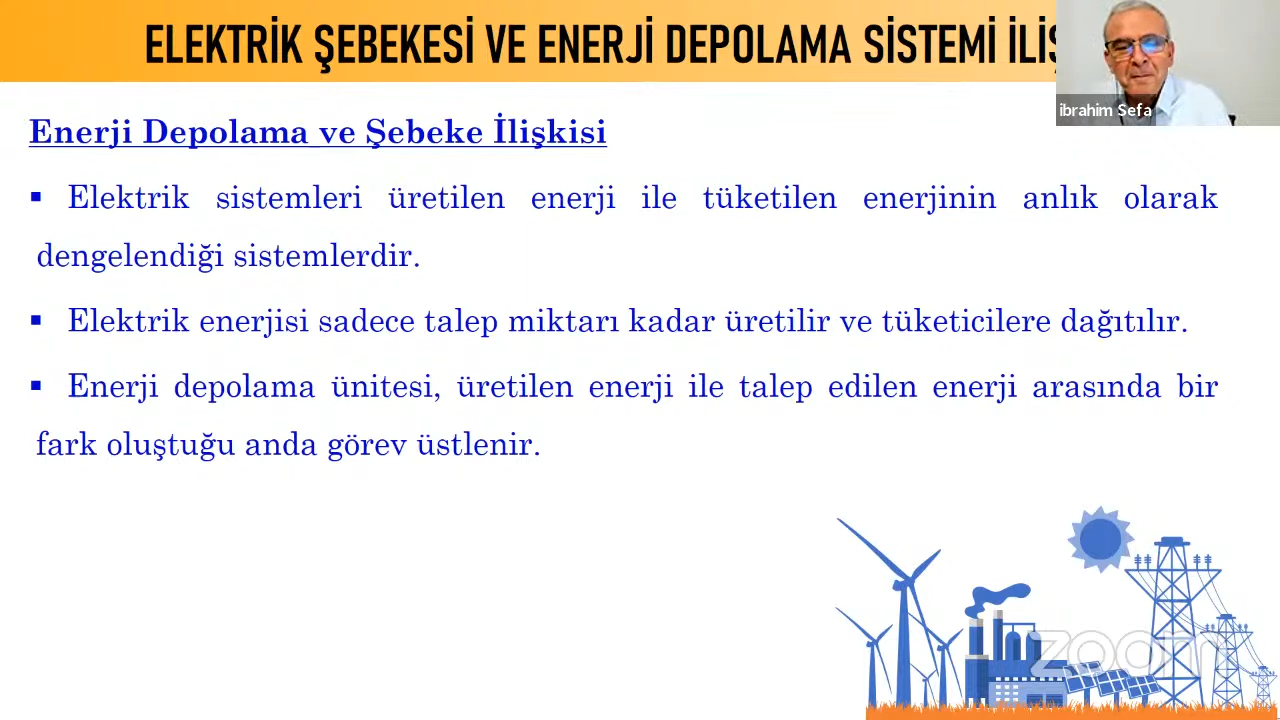 ELEKTRİK ŞEBEKESİ VE ENERJİ DEPOLAMA SİSTEMİ
ibrahim Sefa
Enerji Depolama ve Şebeke İlişkisi
▪ Elektrik sistemleri üretilen enerji ile tüketilen enerjinin anlık olarak
dengelendiği sistemlerdir.
▪ Elektrik enerjisi sadece talep miktarı kadar üretilir ve tüketicilere dağıtılır.
▪ Enerji depolama ünitesi, üretilen enerji ile talep edilen enerji arasında bir
fark oluştuğu anda görev üstlenir.
zoom